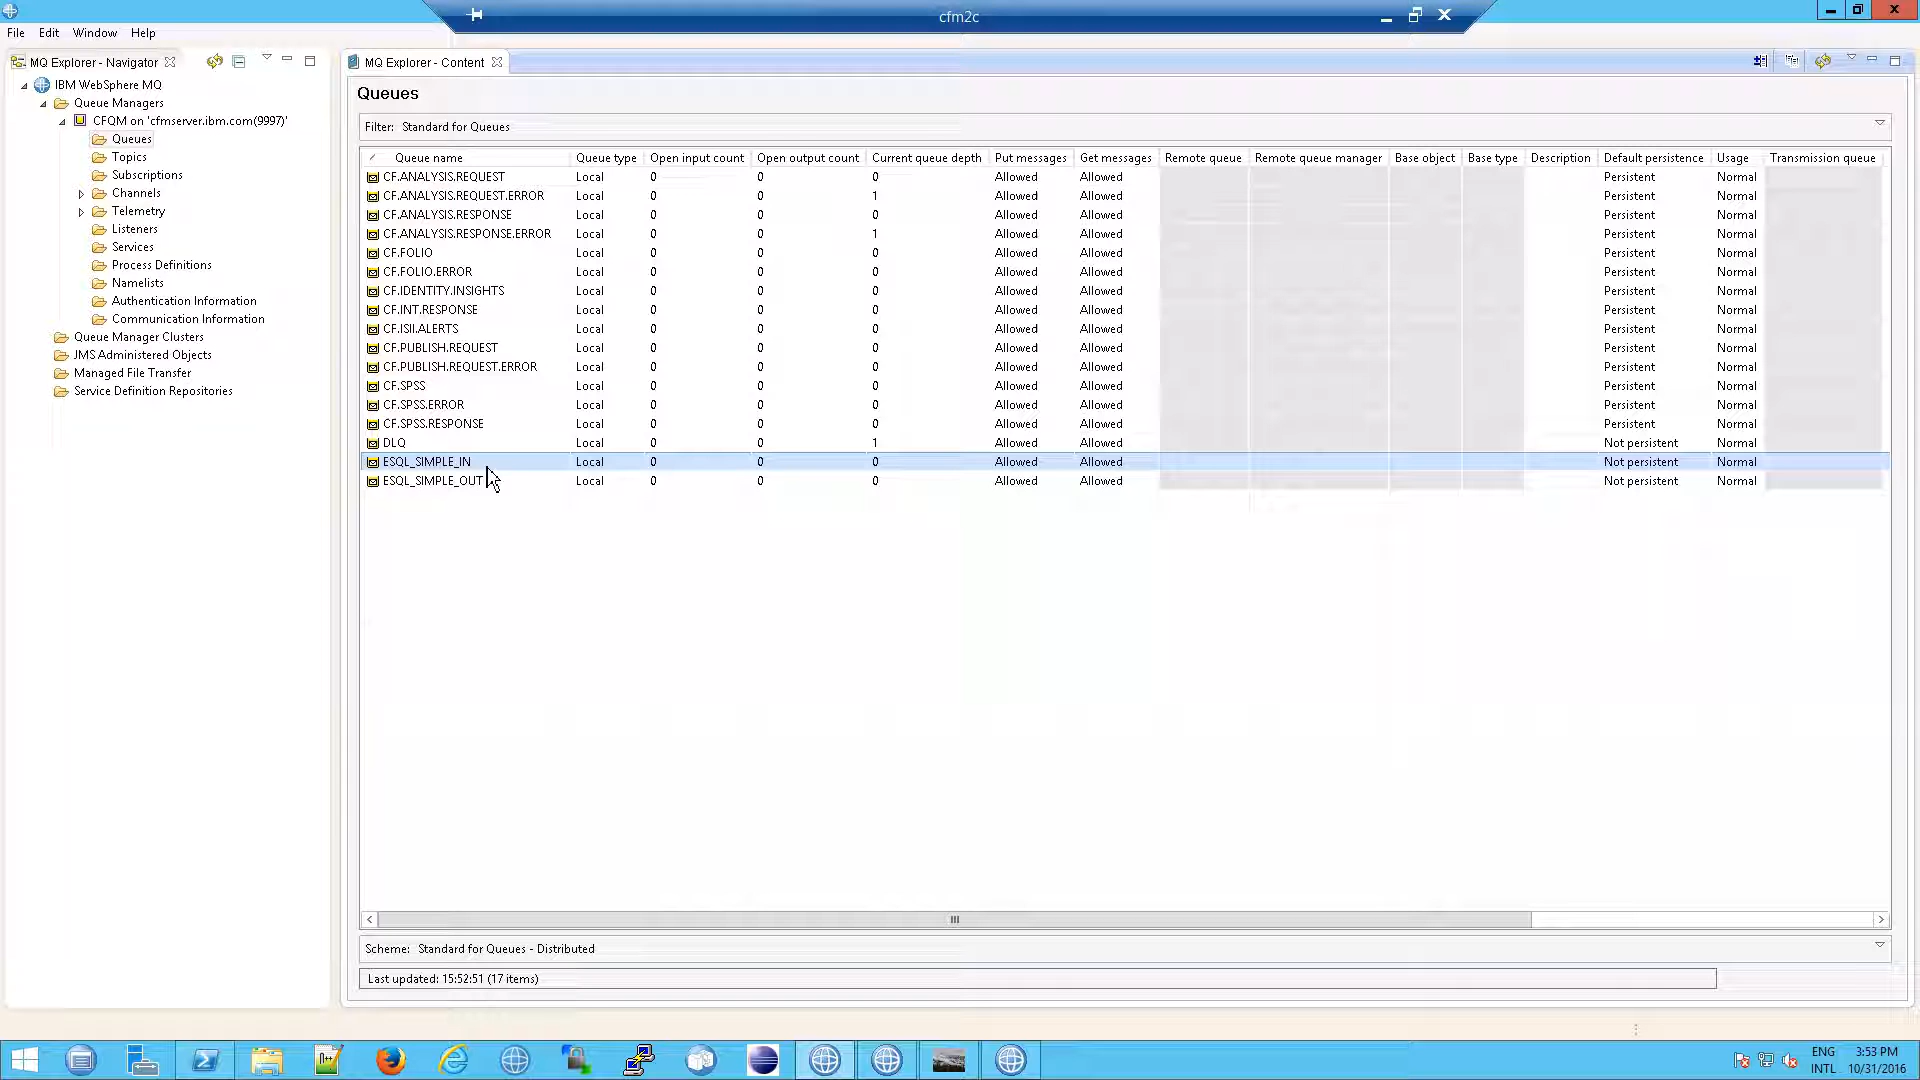 cfm2c
File Edit Window Help
MQ Explorer - Navigator
IBM WebSphere MQ
Queue Managers
CFQM on 'cfmserver.ibm.com(9997)'
Queues
Topics
Subscriptions
Channels
Telemetry
Listeners
Services
Process Definitions
Namelists
Authentication Information
Communication Information
Queue Manager Clusters
JMS Administered Objects
Managed File Transfer
Service Definition Repositories
MQ Explorer - Content
Queues
Filter: Standard for Queues
Queue name Queue type Open input count Open output count Current queue depth Put messages Get messages Remote queue Remote queue manager Base object Base type Description Default persistence Usage Transmission queue
CF.ANALYSIS.REQUEST Local 0 0 0 Allowed Allowed Persistent Normal
CF.ANALYSIS.REQUEST.ERROR Local 0 0 1 Allowed Allowed Persistent Normal
CF.ANALYSIS.RESPONSE Local 0 0 0 Allowed Allowed Persistent Normal
CF.ANALYSIS.RESPONSE.ERROR Local 0 0 1 Allowed Allowed Persistent Normal
CF.FOLIO Local 0 0 0 Allowed Allowed Persistent Normal
CF.FOLIO.ERROR Local 0 0 0 Allowed Allowed Persistent Normal
CF.IDENTITY.INSIGHTS Local 0 0 0 Allowed Allowed Persistent Normal
CF.INT.RESPONSE Local 0 0 0 Allowed Allowed Persistent Normal
CF.ISII.ALERTS Local 0 0 0 Allowed Allowed Persistent Normal
CF.PUBLISH.REQUEST Local 0 0 0 Allowed Allowed Persistent Normal
CF.PUBLISH.REQUEST.ERROR Local 0 0 0 Allowed Allowed Persistent Normal
CF.SPSS Local 0 0 0 Allowed Allowed Persistent Normal
CF.SPSS.ERROR Local 0 0 0 Allowed Allowed Persistent Normal
CF.SPSS.RESPONSE Local 0 0 0 Allowed Allowed Persistent Normal
DLQ Local 0 0 1 Allowed Allowed Not persistent Normal
ESQL_SIMPLE_IN Local 0 0 0 Allowed Allowed Not persistent Normal
ESQL_SIMPLE_OUT Local 0 0 0 Allowed Allowed Not persistent Normal
Scheme: Standard for Queues - Distributed
Last updated: 15:52:51 (17 items)
ENG 3:53 PM
INTL 10/31/2016